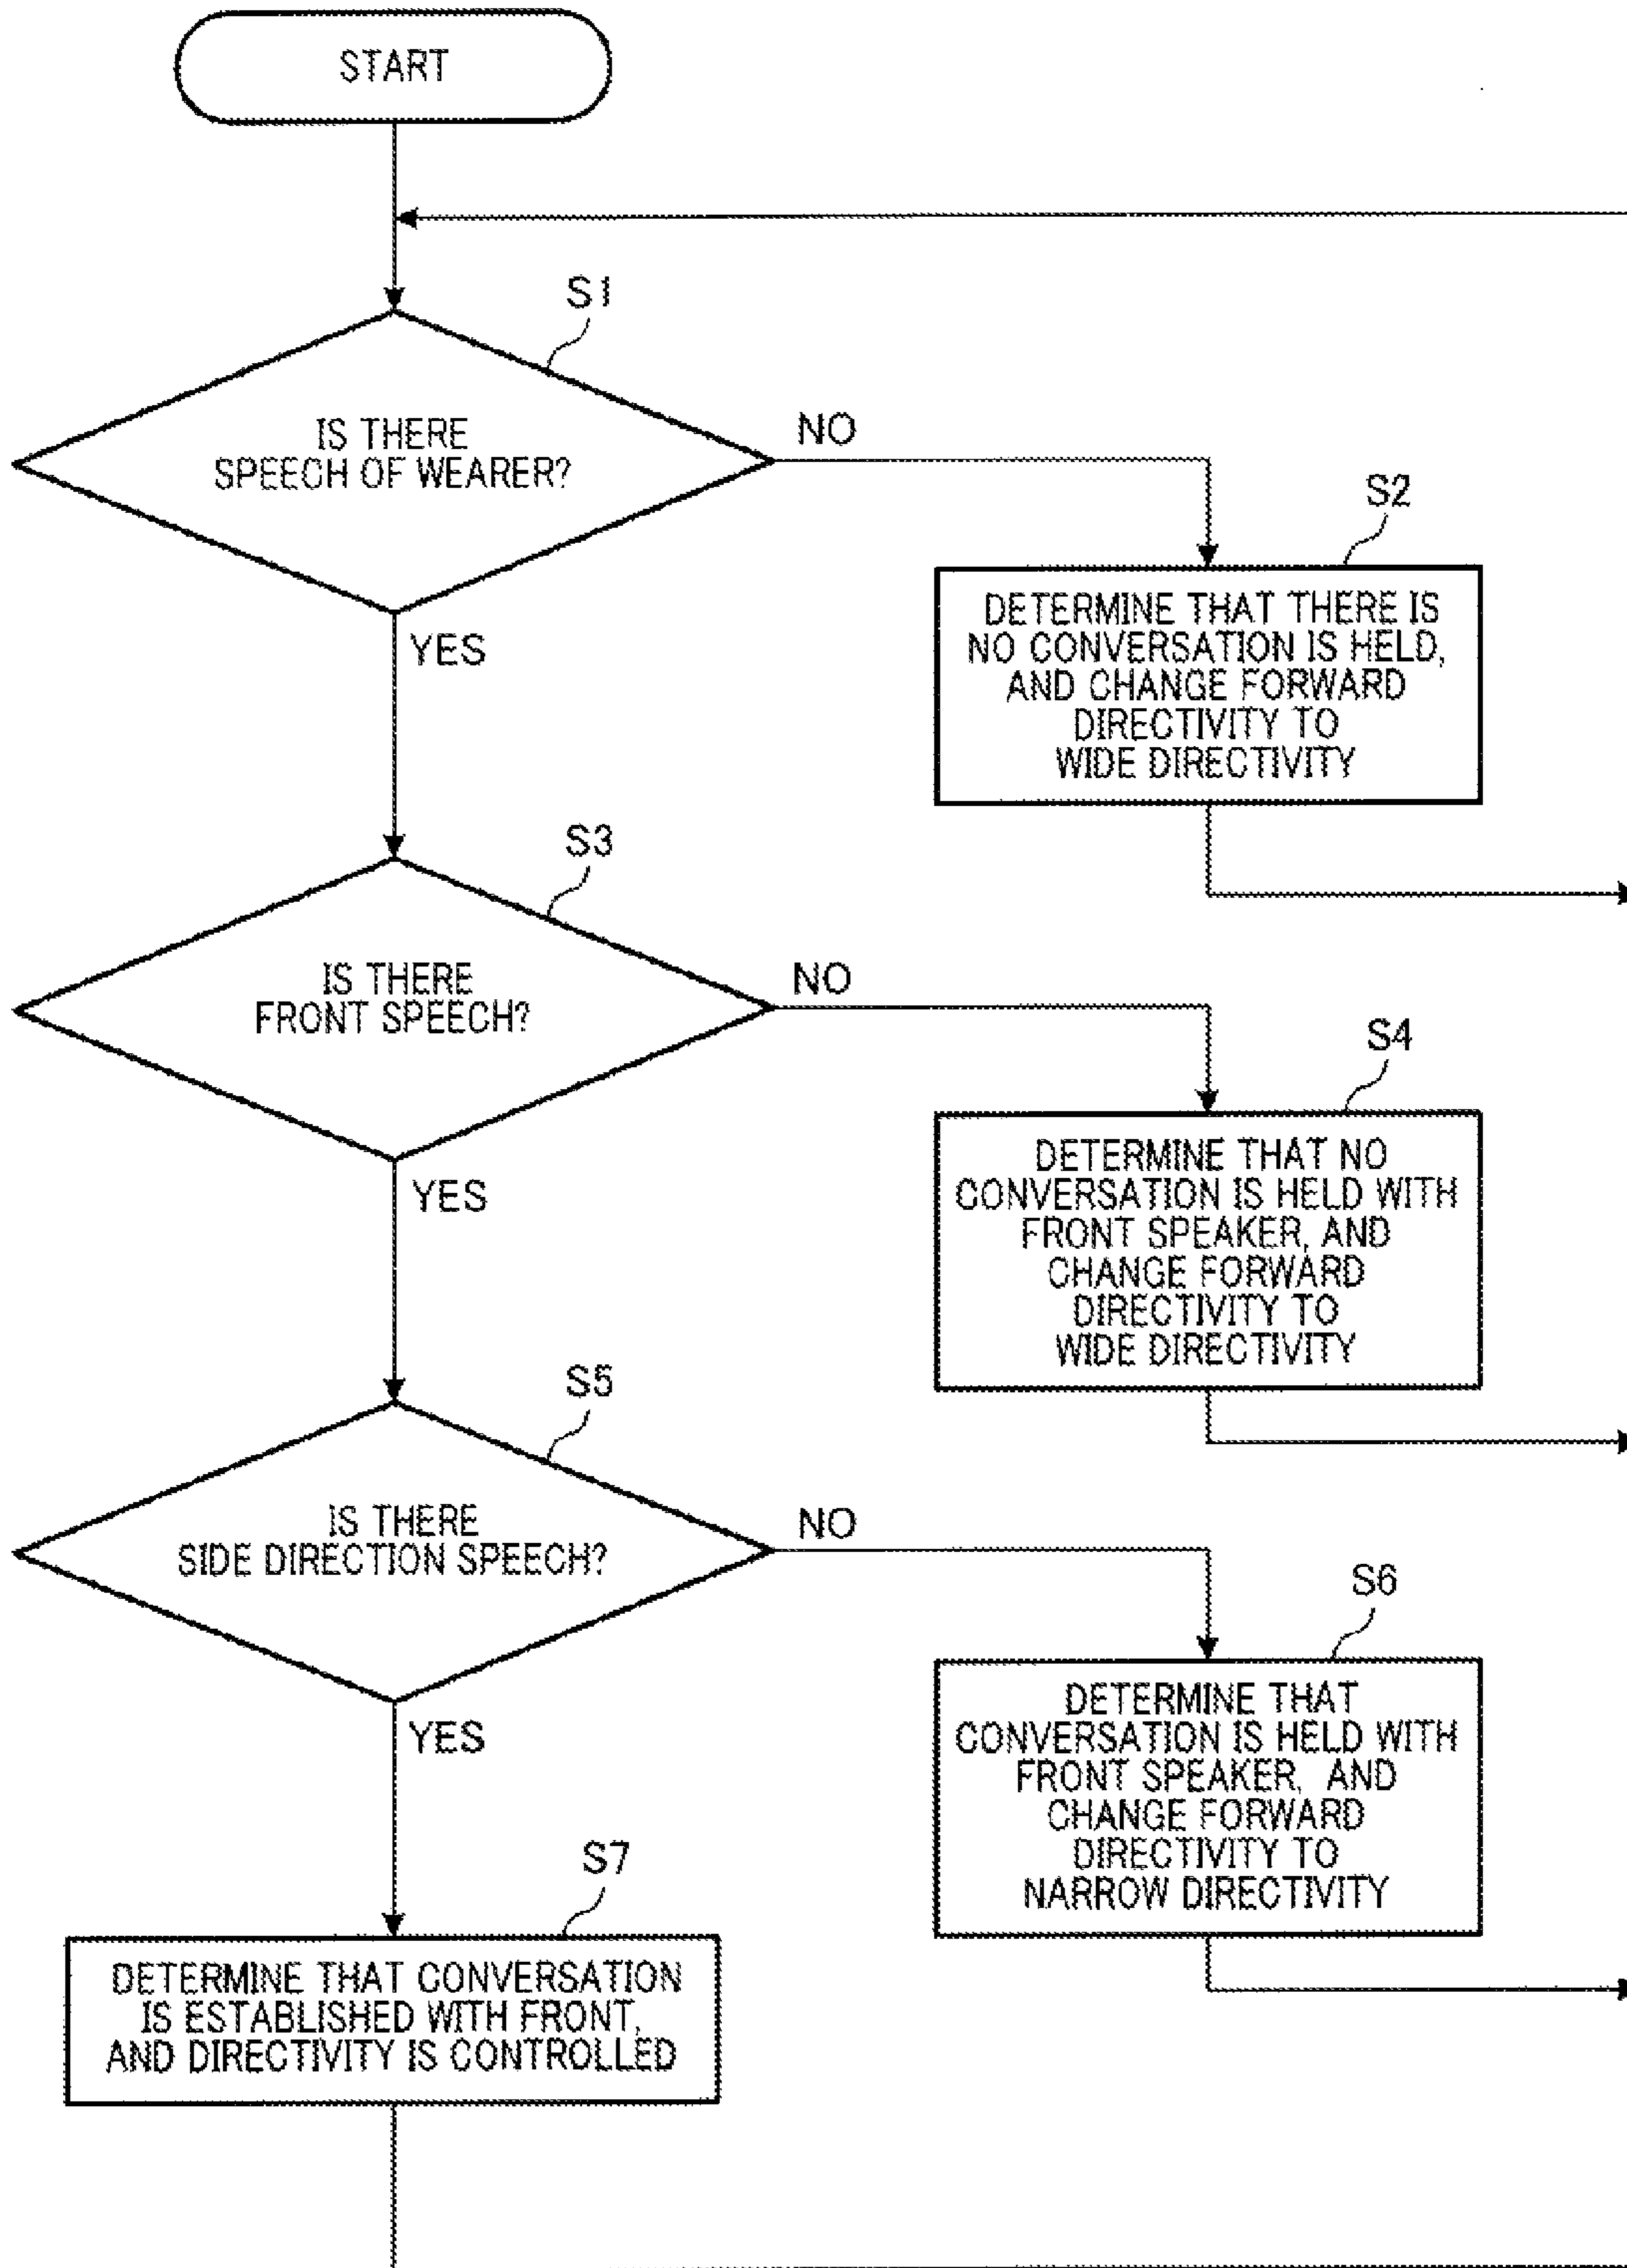 START
S1
IS THERE
SPEECH OF WEARER?
NO
YES
S2
DETERMINE THAT THERE IS
NO CONVERSATION IS HELD,
AND CHANGE FORWARD
DIRECTIVITY TO
WIDE DIRECTIVITY
S3
IS THERE
FRONT SPEECH?
NO
YES
S4
DETERMINE THAT NO
CONVERSATION IS HELD WITH
FRONT SPEAKER, AND
CHANGE FORWARD
DIRECTIVITY TO
WIDE DIRECTIVITY
S5
IS THERE
SIDE DIRECTION SPEECH?
NO
YES
S6
DETERMINE THAT
CONVERSATION IS HELD WITH
FRONT SPEAKER, AND
CHANGE FORWARD
DIRECTIVITY TO
NARROW DIRECTIVITY
S7
DETERMINE THAT CONVERSATION
IS ESTABLISHED WITH FRONT,
AND DIRECTIVITY IS CONTROLLED